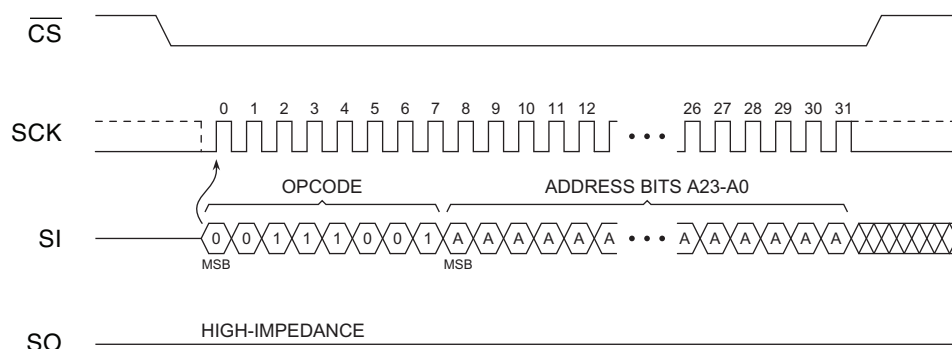 CS
0 1 2 3 4 5 6 7 8 9 10 11 12 26 27 28 29 30 31
SCK
• • •
OPCODE ADDRESS BITS A23-A0
SI 0 0 1 1 1 0 0 1 A A A A A A • • • A A A A A A
MSB MSB
HIGH-IMPEDANCE
SO